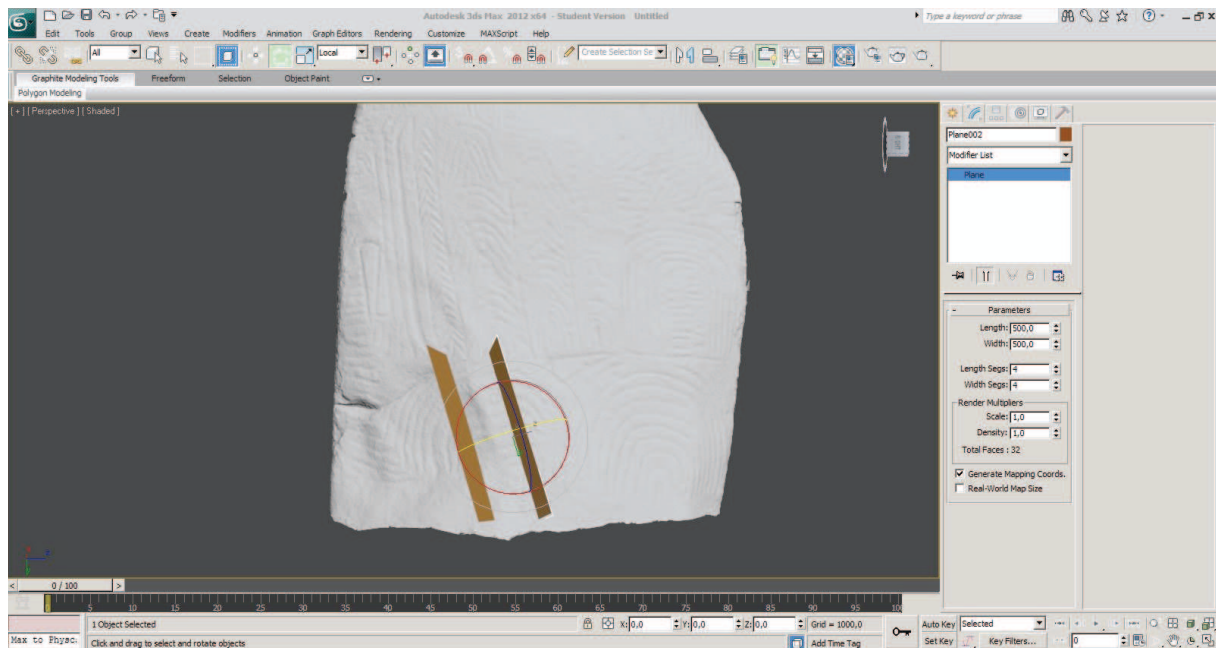 Autodesk 3ds Max 2012 x64 - Student Version Untitled
Type a keyword or phrase
Edit Tools Group Views Create Modifiers Animation Graph Editors Rendering Customize MAXScript Help
All
Local
Create Selection Se
Graphite Modeling Tools Freeform Selection Object Paint
Polygon Modeling
[ + ] [ Perspective ] [ Shaded ]
Plane002
Modifier List
Plane
- Parameters
Length: 500,0
Width: 500,0
Length Segs: 4
Width Segs: 4
Render Multipliers
Scale: 1,0
Density: 1,0
Total Faces : 32
Generate Mapping Coords.
Real-World Map Size
< 0 / 100 >
5 10 15 20 25 30 35 40 45 50 55 60 65 70 75 80 85 90 95 100
1 Object Selected X: 0,0 Y: 0,0 Z: 0,0 Grid = 1000,0 Auto Key Selected
Max to Physc. Click and drag to select and rotate objects Add Time Tag Set Key Key Filters... 0